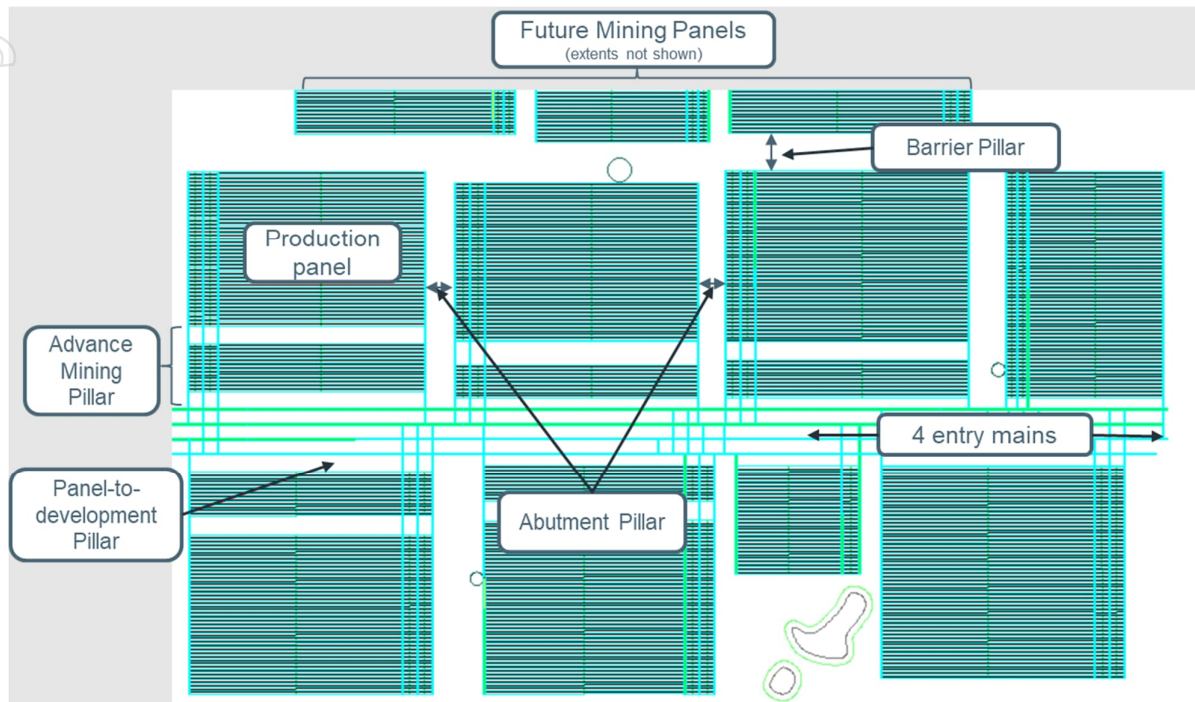 Future Mining Panels
(extents not shown)
Barrier Pillar
Production
panel
Advance
Mining
Pillar
4 entry mains
Panel-to-
development
Pillar
Abutment Pillar